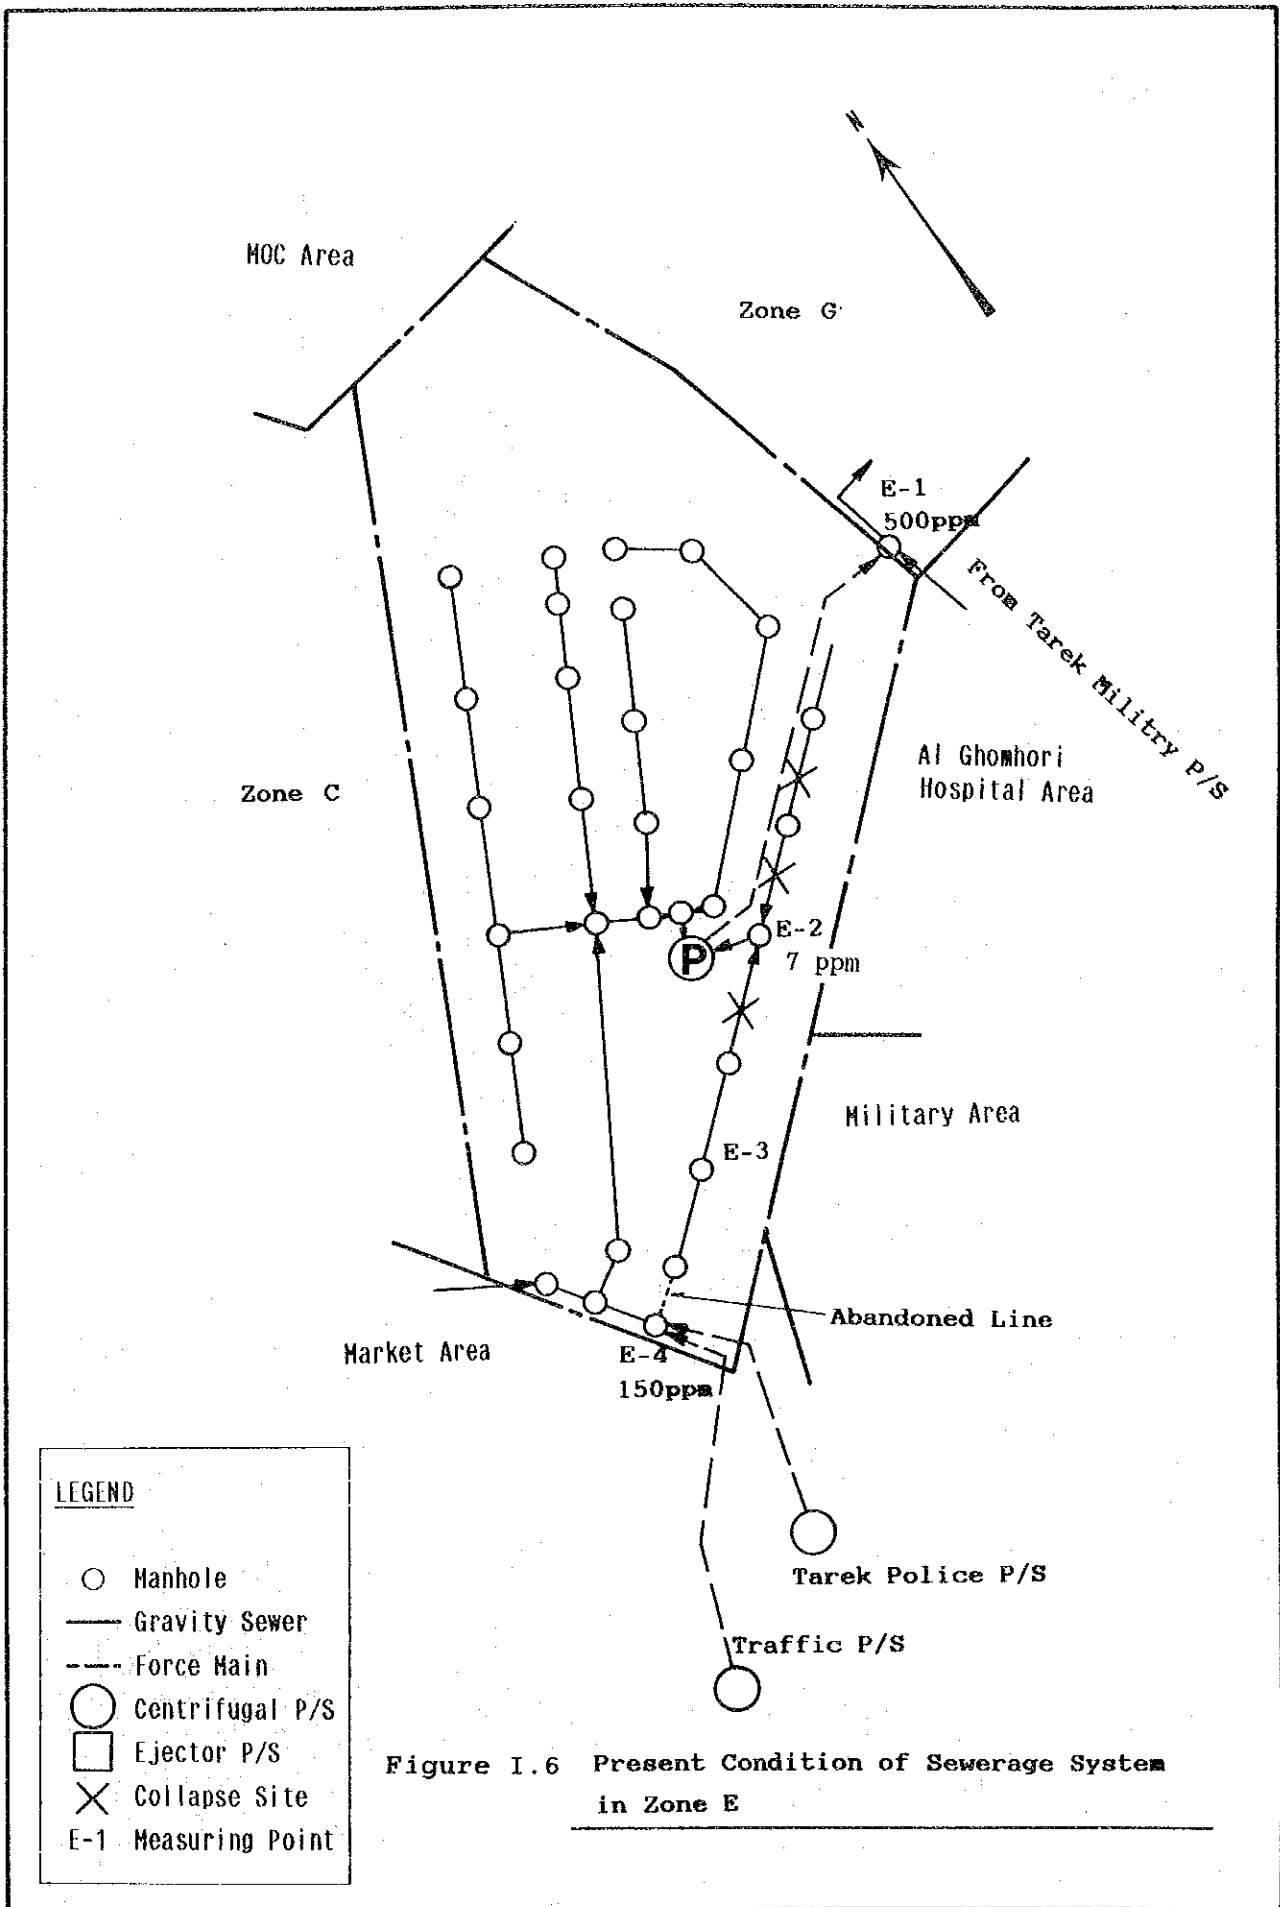 N
MOC Area
Zone G
E-1
500ppm
From Tarek Militry P/S
Al Ghomhori
Hospital Area
Zone C
E-2
P
7 ppm
Military Area
E-3
Abandoned Line
Market Area
E-4
150ppm
Tarek Police P/S
Traffic P/S
LEGEND
Manhole
Gravity Sewer
Force Main
Centrifugal P/S
Ejector P/S
Collapse Site
E-1 Measuring Point
Figure I.6 Present Condition of Sewerage System
in Zone E